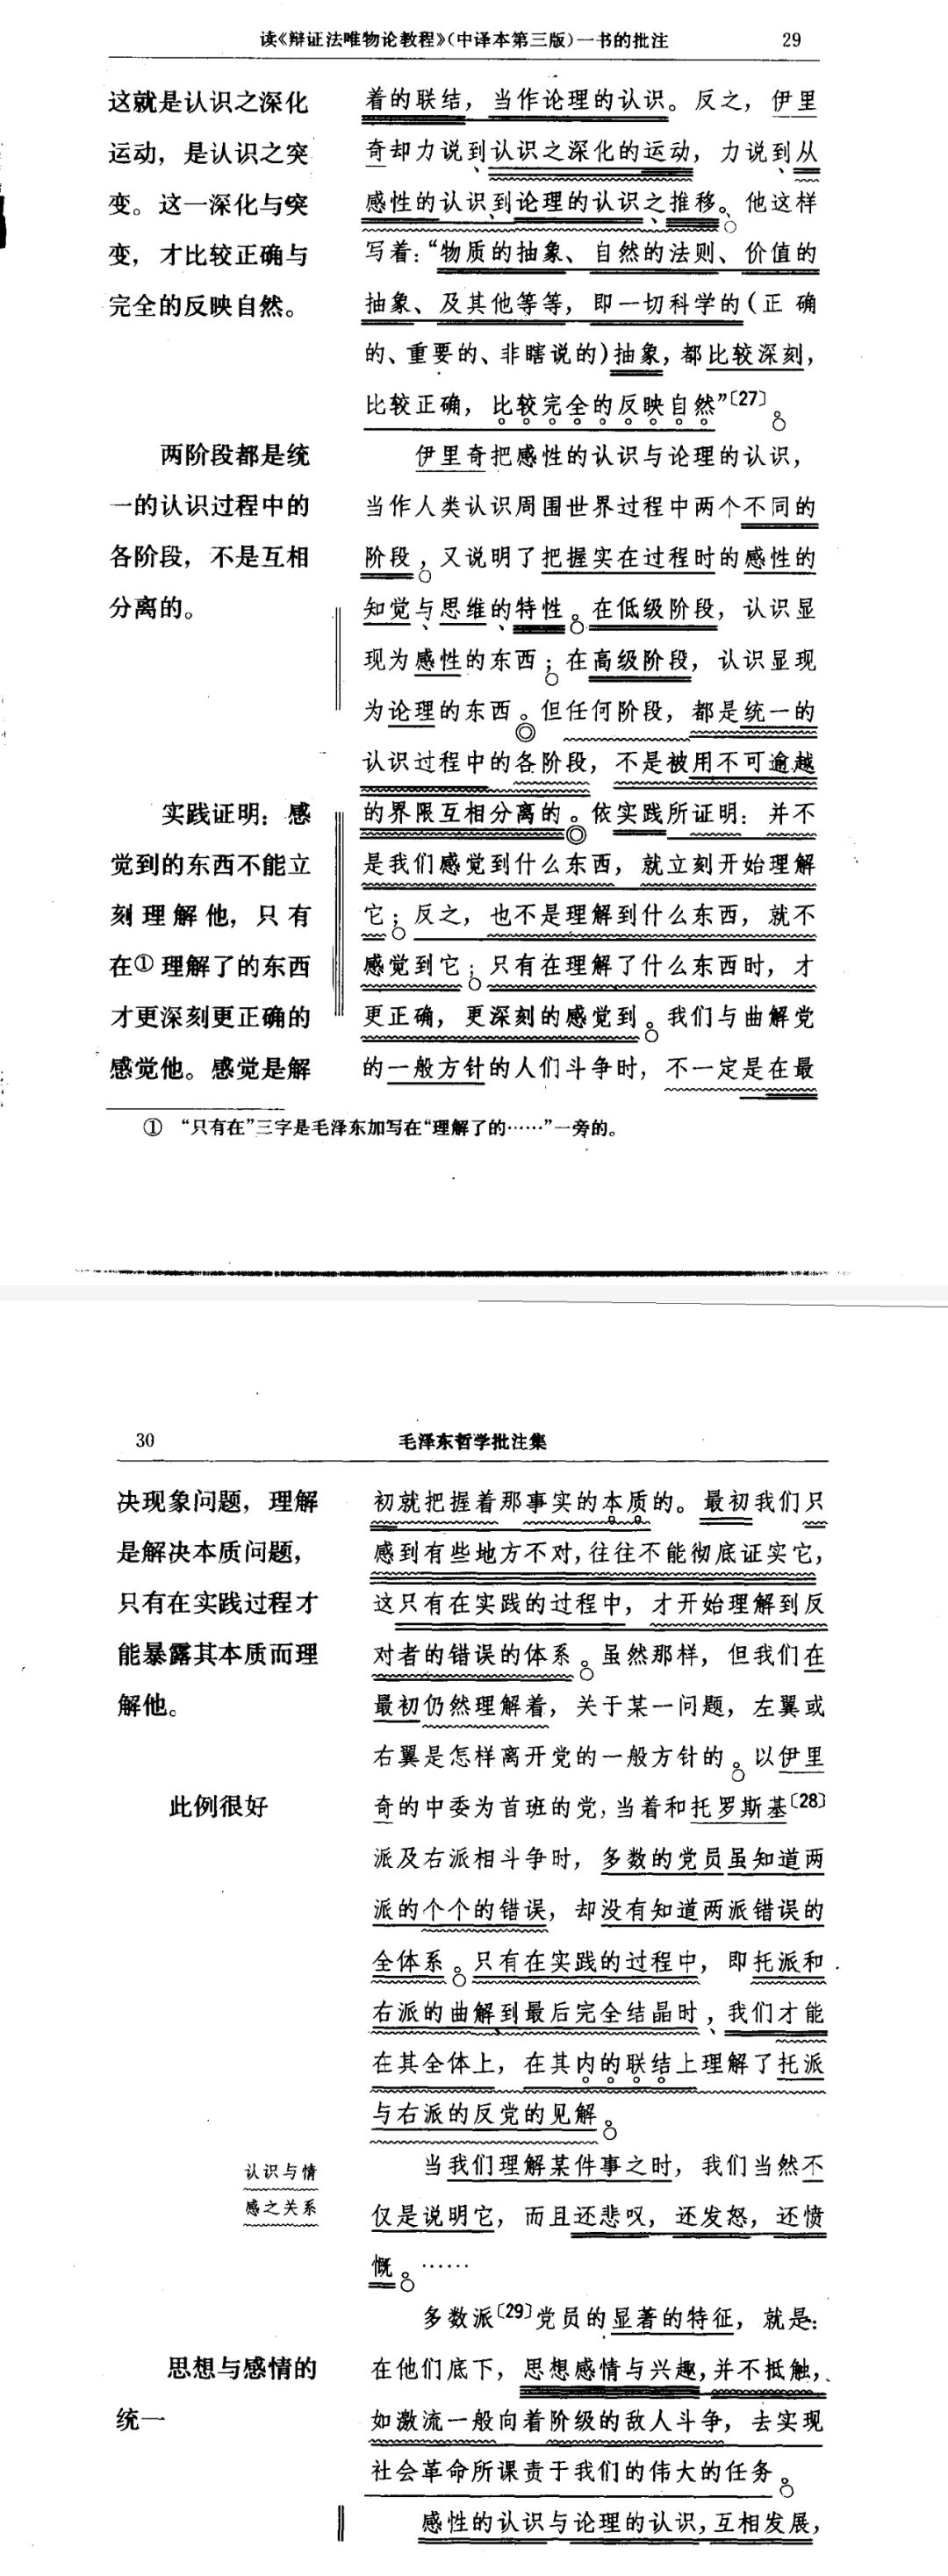 读《辩证法唯物论教程》(中译本第三版)一书的批注 29
这就是认识之深化
运动，是认识之突
变。这一深化与突
变，才比较正确与
完全的反映自然。
两阶段都是统
一的认识过程中的
各阶段，不是互相
分离的。
实践证明：感
觉到的东西不能立
刻理解他，只有
在①理解了的东西
才更深刻更正确的
感觉他。感觉是解
着的联结，当作论理的认识。反之，伊里
奇却力说到认识之深化的运动，力说到从
感性的认识到论理的认识之推移。他这样
写着：“物质的抽象、自然的法则、价值的
抽象、及其他等等，即一切科学的(正确
的、重要的、非瞎说的)抽象，都比较深刻，
比较正确，比较完全的反映自然”〔27〕。
伊里奇把感性的认识与论理的认识，
当作人类认识周围世界过程中两个不同的
阶段，又说明了把握实在过程时的感性的
知觉与思维的特性。在低级阶段，认识显
现为感性的东西；在高级阶段，认识显现
为论理的东西。但任何阶段，都是统一的
认识过程中的各阶段，不是被用不可逾越
的界限互相分离的。依实践所证明：并不
是我们感觉到什么东西，就立刻开始理解
它；反之，也不是理解到什么东西，就不
感觉到它；只有在理解了什么东西时，才
更正确，更深刻的感觉到。我们与曲解党
的一般方针的人们斗争时，不一定是在最
① “只有在”三字是毛泽东加写在“理解了的……”一旁的。
30 毛泽东哲学批注集
决现象问题，理解
是解决本质问题，
只有在实践过程才
能暴露其本质而理
解他。
此例很好
认识与情
感之关系
思想与感情的
统一
初就把握着那事实的本质的。最初我们只
感到有些地方不对，往往不能彻底证实它，
这只有在实践的过程中，才开始理解到反
对者的错误的体系。虽然那样，但我们在
最初仍然理解着，关于某一问题，左翼或
右翼是怎样离开党的一般方针的。以伊里
奇的中委为首班的党，当着和托罗斯基〔28〕
派及右派相斗争时，多数的党员虽知道两
派的个个的错误，却没有知道两派错误的
全体系。只有在实践的过程中，即托派和
右派的曲解到最后完全结晶时，我们才能
在其全体上，在其内的联结上理解了托派
与右派的反党的见解。
当我们理解某件事之时，我们当然不
仅是说明它，而且还悲叹，还发怒，还愤
慨。……
多数派〔29〕党员的显著的特征，就是：
在他们底下，思想感情与兴趣，并不抵触，
如激流一般向着阶级的敌人斗争，去实现
社会革命所课责于我们的伟大的任务。
感性的认识与论理的认识，互相发展，